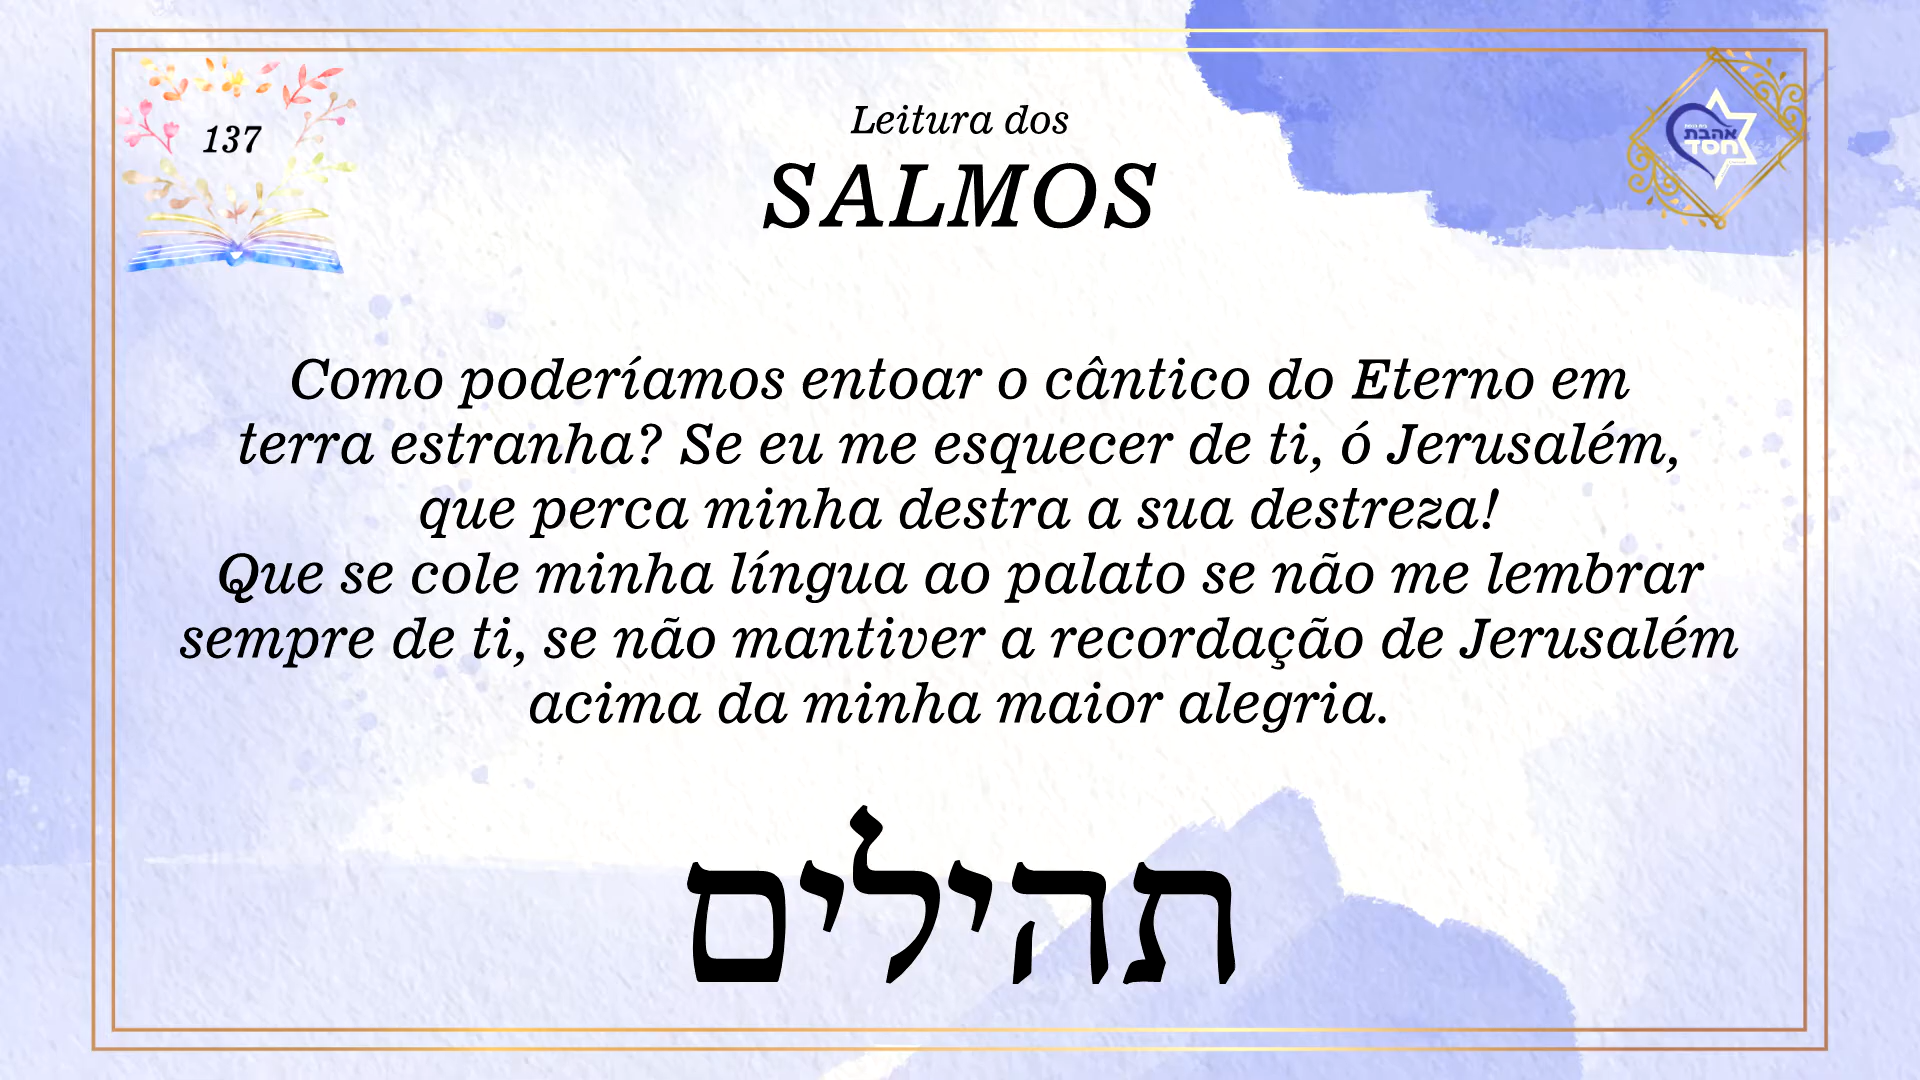 137
Leitura dos
SALMOS
אהבת
חסד
Como poderíamos entoar o cântico do Eterno em
terra estranha? Se eu me esquecer de ti, ó Jerusalém,
que perca minha destra a sua destreza!
Que se cole minha língua ao palato se não me lembrar
sempre de ti, se não mantiver a recordação de Jerusalém
acima da minha maior alegria.
תהילים